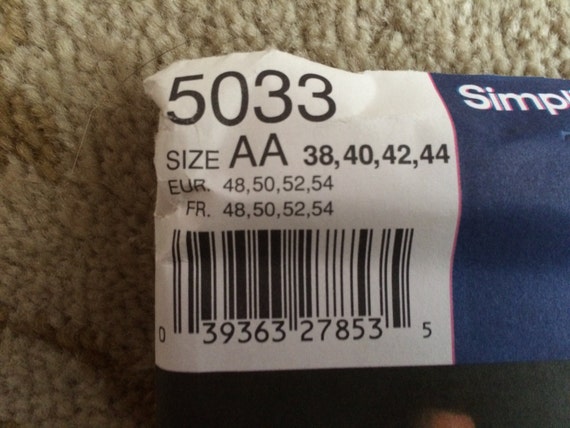 5033
Simpl
SIZE AA 38,40,42,44
EUR. 48,50,52,54
FR. 48,50,52,54
0 39363 27853 5